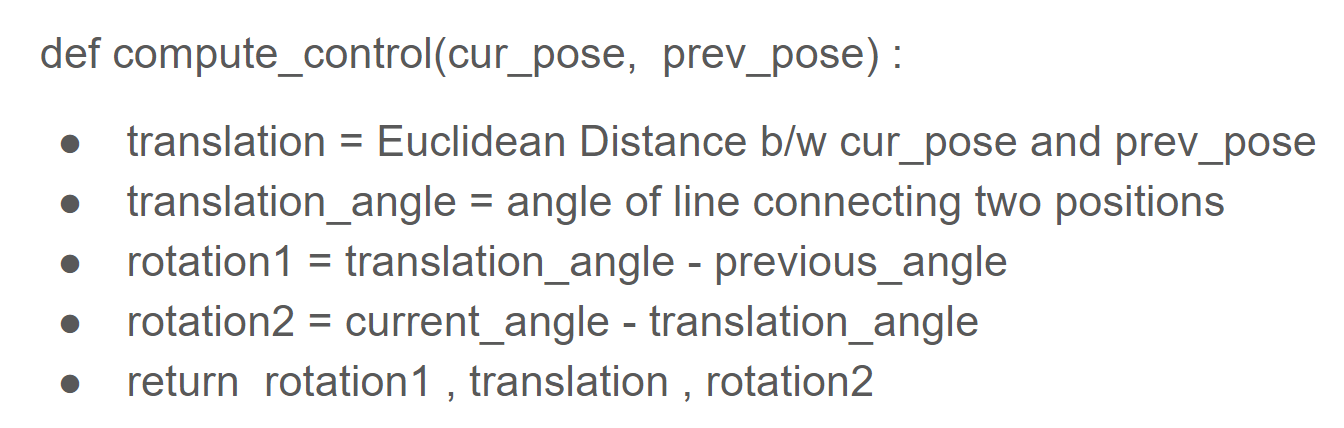 def compute_control(cur_pose,  prev_pose) :
● translation = Euclidean Distance b/w cur_pose and prev_pose
● translation_angle = angle of line connecting two positions
● rotation1 = translation_angle - previous_angle
● rotation2 = current_angle - translation_angle
● return  rotation1 , translation , rotation2